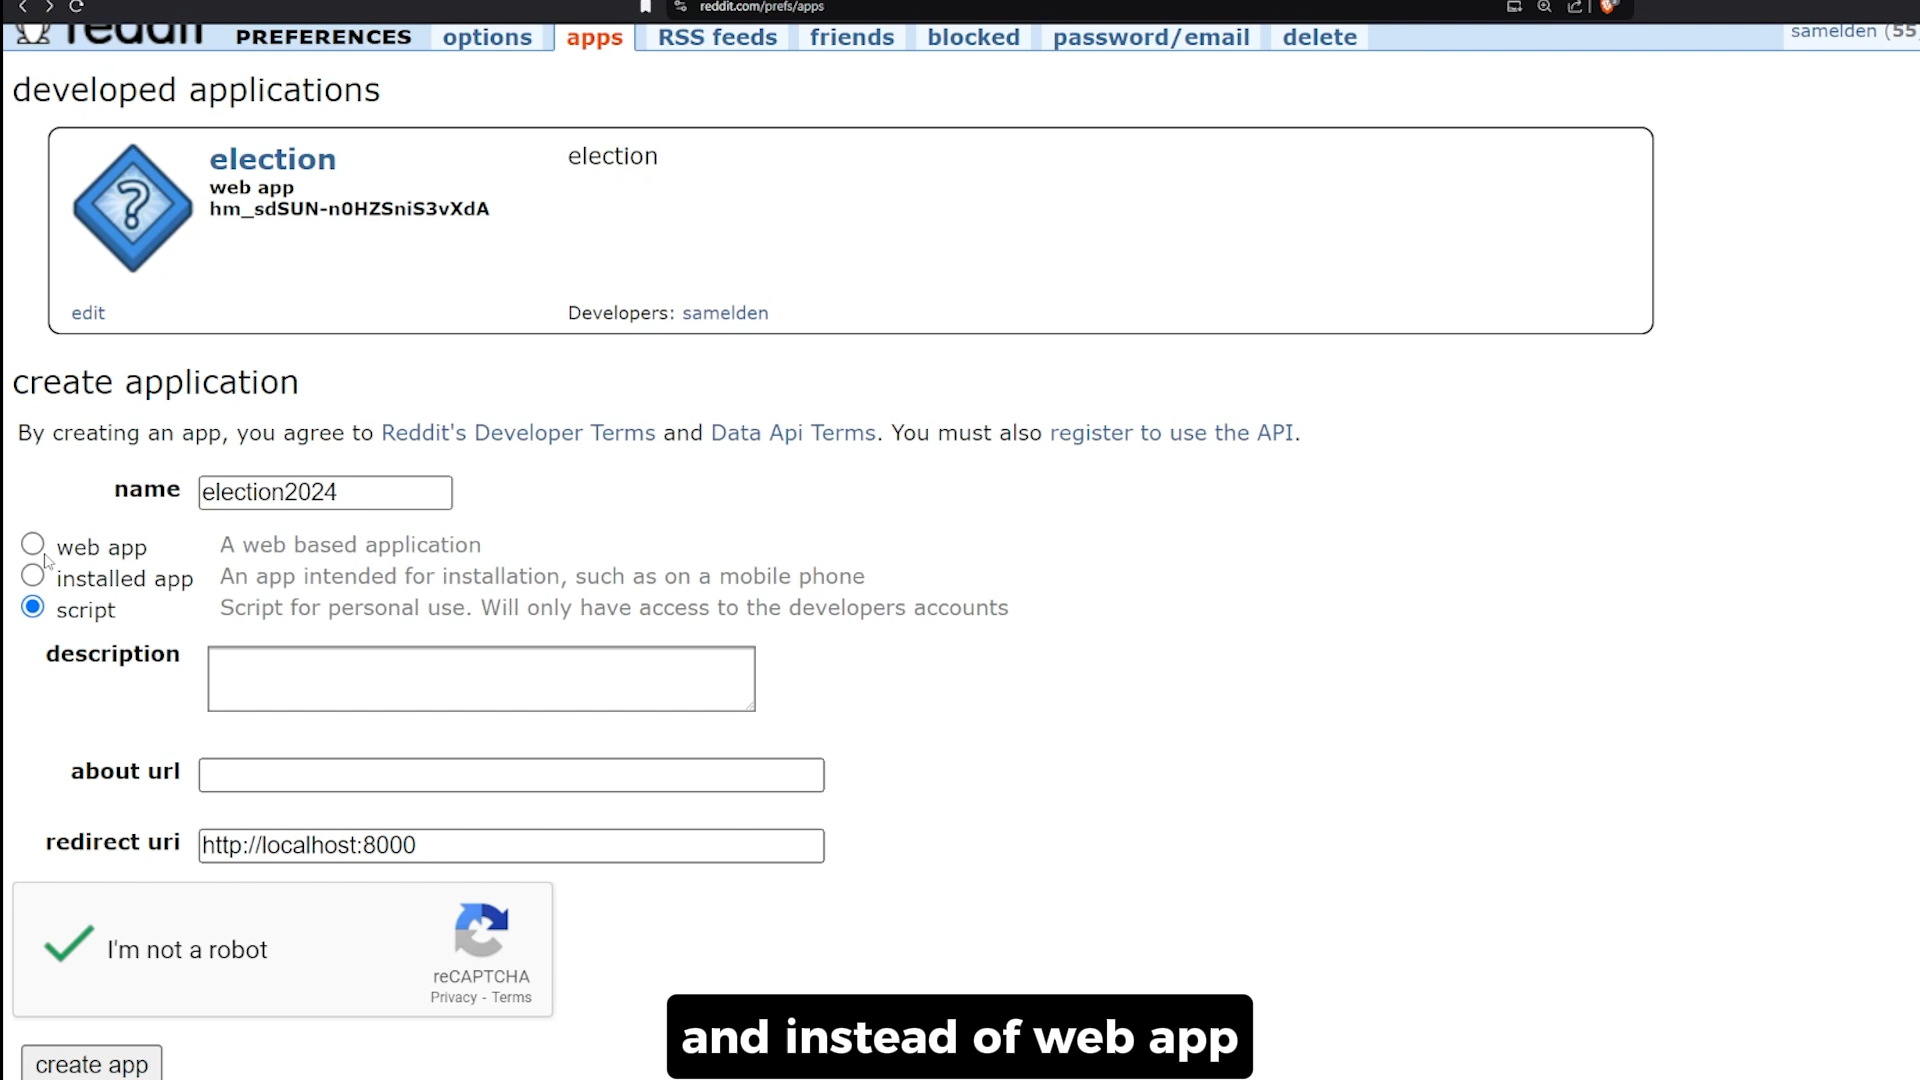 reddit.com/prefs/apps
reddit PREFERENCES options apps RSS feeds friends blocked password/email delete samelden (55
developed applications
election election
web app
hm_sdSUN-n0HZSniS3vXdA
edit Developers: samelden
create application
By creating an app, you agree to Reddit's Developer Terms and Data Api Terms. You must also register to use the API.
name election2024
web app A web based application
installed app An app intended for installation, such as on a mobile phone
script Script for personal use. Will only have access to the developers accounts
description
about url
redirect uri http://localhost:8000
I'm not a robot
reCAPTCHA
Privacy - Terms
and instead of web app
create app